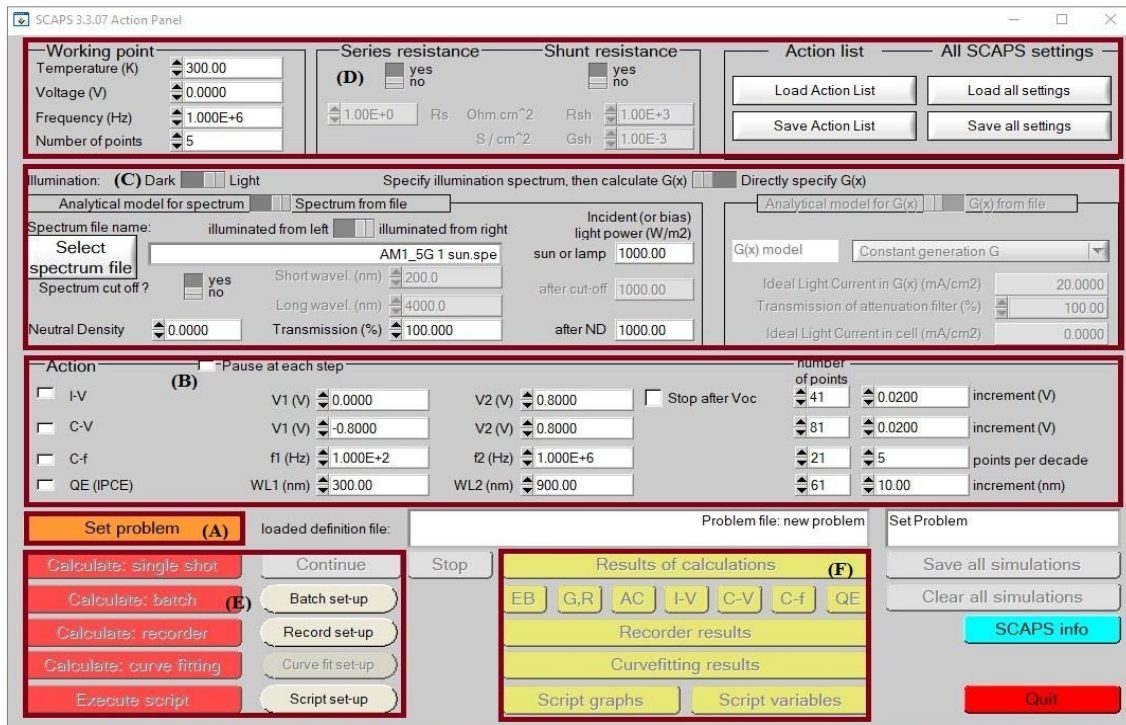 SCAPS 3.3.07 Action Panel
Working point
Temperature (K) 300.00
Voltage (V) 0.0000
Frequency (Hz) 1.000E+6
Number of points 5
Series resistance Shunt resistance
(D) yes yes
no no
1.00E+0 Rs Ohm.cm^2 Rsh 1.00E+3
S / cm^2 Gsh 1.00E-3
Action list All SCAPS settings
Load Action List Load all settings
Save Action List Save all settings
Illumination: (C) Dark Light Specify illumination spectrum, then calculate G(x) Directly specify G(x)
Analytical model for spectrum Spectrum from file
Spectrum file name: illuminated from left illuminated from right
Incident (or bias)
light power (W/m2)
Select
spectrum file
AM1_5G 1 sun.spe sun or lamp 1000.00
Spectrum cut off ? yes
no
Short wavel. (nm) 200.0 after cut-off 1000.00
Long wavel. (nm) 4000.0
Neutral Density 0.0000 Transmission (%) 100.000 after ND 1000.00
Analytical model for G(x) G(x) from file
G(x) model Constant generation G
Ideal Light Current in G(x) (mA/cm2) 20.0000
Transmission of attenuation filter (%) 100.00
Ideal Light Current in cell (mA/cm2) 0.0000
Action (B) Pause at each step number
of points
I-V V1 (V) 0.0000 V2 (V) 0.8000 Stop after Voc 41 0.0200 increment (V)
C-V V1 (V) -0.8000 V2 (V) 0.8000 81 0.0200 increment (V)
C-f f1 (Hz) 1.000E+2 f2 (Hz) 1.000E+6 21 5 points per decade
QE (IPCE) WL1 (nm) 300.00 WL2 (nm) 900.00 61 10.00 increment (nm)
Set problem (A) loaded definition file: Problem file: new problem Set Problem
Calculate: single shot Continue Stop Results of calculations (F) Save all simulations
Calculate: batch (E) Batch set-up EB G,R AC I-V C-V C-f QE Clear all simulations
Calculate: recorder Record set-up Recorder results SCAPS info
Calculate: curve fitting Curve fit set-up Curvefitting results
Execute script Script set-up Script graphs Script variables Quit